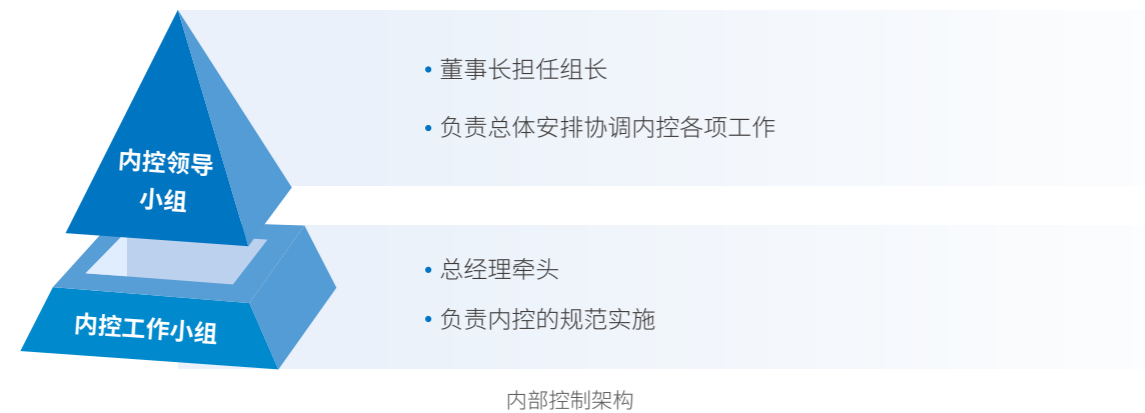 内控领导
小组
• 董事长担任组长
• 负责总体安排协调内控各项工作
内控工作小组
• 总经理牵头
• 负责内控的规范实施
内部控制架构